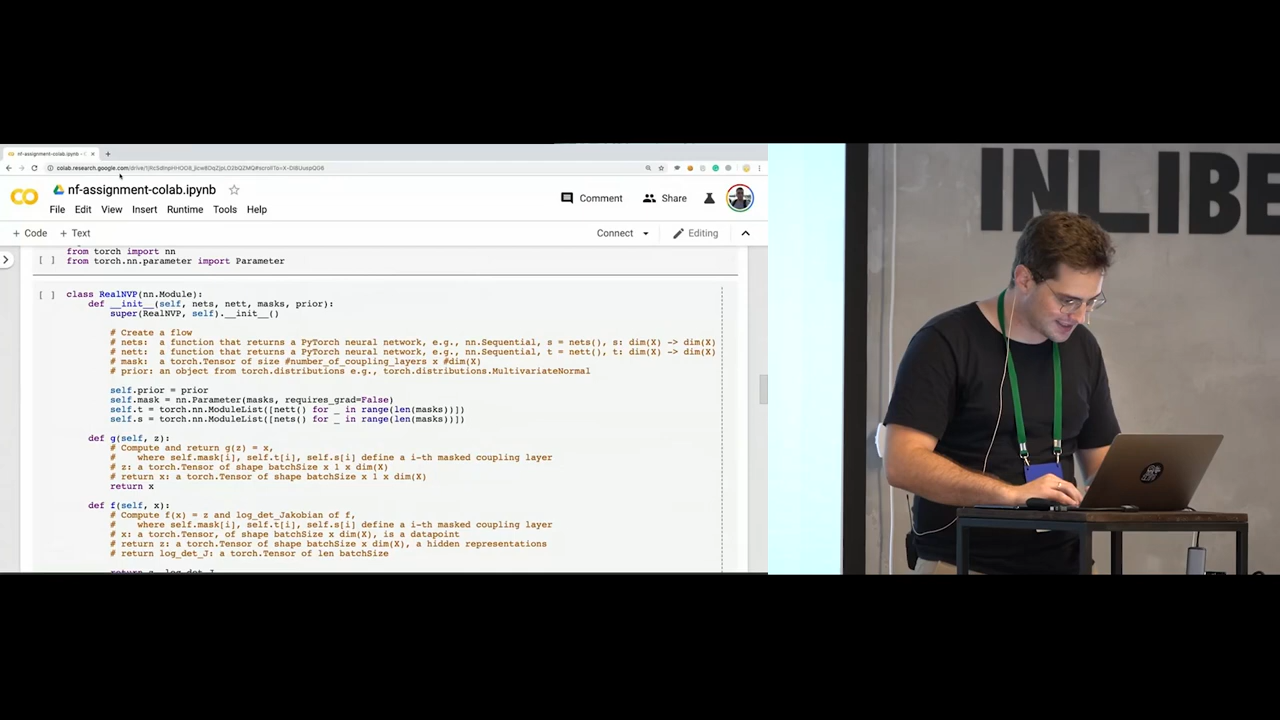 nf-assignment-colab.ipynb
nf-assignment-colab.ipynb
File Edit View Insert Runtime Tools Help
Comment Share
+ Code + Text
Connect Editing
from torch import nn
[ ] from torch.nn.parameter import Parameter
[ ] class RealNVP(nn.Module):
def __init__(self, nets, nett, masks, prior):
super(RealNVP, self).__init__()
# Create a flow
# nets: a function that returns a PyTorch neural network, e.g., nn.Sequential, s = nets(), s: dim(X) -> dim(X)
# nett: a function that returns a PyTorch neural network, e.g., nn.Sequential, t = nett(), t: dim(X) -> dim(X)
# mask: a torch.Tensor of size #number_of_coupling_layers x #dim(X)
# prior: an object from torch.distributions e.g., torch.distributions.MultivariateNormal
self.prior = prior
self.mask = nn.Parameter(masks, requires_grad=False)
self.t = torch.nn.ModuleList([nett() for _ in range(len(masks))])
self.s = torch.nn.ModuleList([nets() for _ in range(len(masks))])
def g(self, z):
# Compute and return g(z) = x,
# where self.mask[i], self.t[i], self.s[i] define a i-th masked coupling layer
# z: a torch.Tensor of shape batchSize x 1 x dim(X)
# return x: a torch.Tensor of shape batchSize x 1 x dim(X)
return x
def f(self, x):
# Compute f(x) = z and log_det_Jakobian of f,
# where self.mask[i], self.t[i], self.s[i] define a i-th masked coupling layer
# x: a torch.Tensor, of shape batchSize x dim(X), is a datapoint
# return z: a torch.Tensor of shape batchSize x dim(X), a hidden representations
# return log_det_J: a torch.Tensor of len batchSize
return z, log_det_J
INLIBE